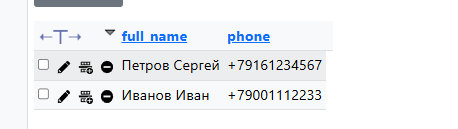 full_name phone
Петров Сергей +79161234567
Иванов Иван +79001112233